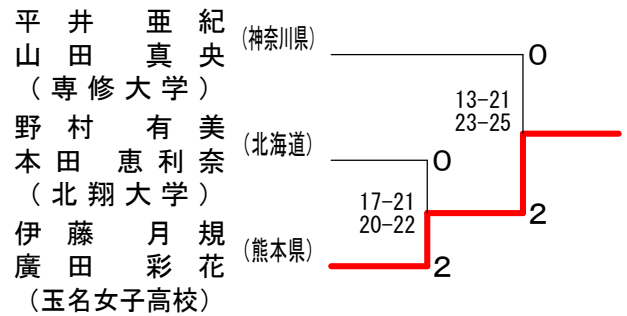 平井 亜紀
山田 真央
(神奈川県)
(専修大学)
0
13-21
23-25
野村 有美
本田 恵利奈
(北海道)
(北翔大学)
0
17-21
20-22
2
伊藤 月規
廣田 彩花
(熊本県)
(玉名女子高校)
2